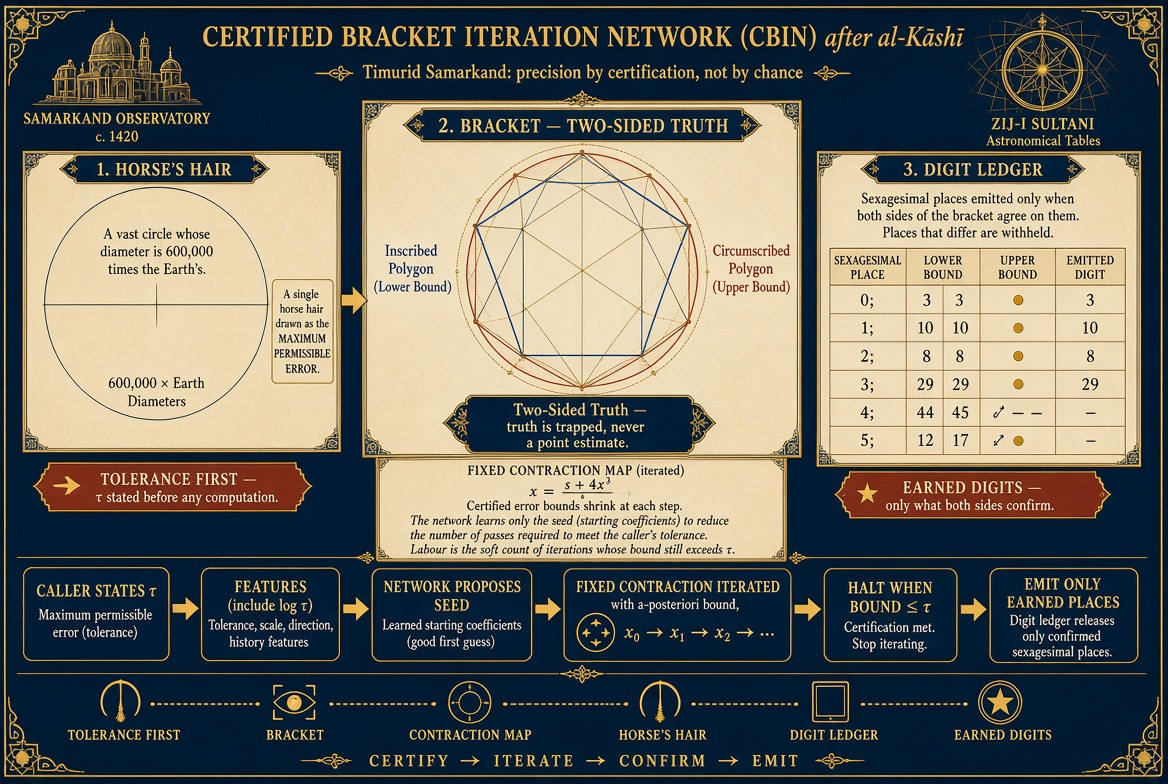 CERTIFIED BRACKET ITERATION NETWORK (CBIN) after al-Kāshī
Timurid Samarkand: precision by certification, not by chance
SAMARKAND OBSERVATORY
c. 1420
ZIJ-I SULTANI
Astronomical Tables
1. HORSE'S HAIR
A vast circle whose
diameter is 600,000
times the Earth's.
600,000 × Earth
Diameters
A single
horse hair
drawn as the
MAXIMUM
PERMISSIBLE
ERROR.
TOLERANCE FIRST —
τ stated before any computation.
2. BRACKET — TWO-SIDED TRUTH
Inscribed
Polygon
(Lower Bound)
Circumscribed
Polygon
(Upper Bound)
Two-Sided Truth —
truth is trapped, never
a point estimate.
FIXED CONTRACTION MAP (iterated)
x = s + 4x³
Certified error bounds shrink at each step.
The network learns only the seed (starting coefficients) to reduce
the number of passes required to meet the caller's tolerance.
Labour is the soft count of iterations whose bound still exceeds τ.
3. DIGIT LEDGER
Sexagesimal places emitted only when
both sides of the bracket agree on them.
Places that differ are withheld.
SEXAGESIMAL PLACE LOWER BOUND UPPER BOUND EMITTED DIGIT
0; 3 3 3
1; 10 10 10
2; 8 8 8
3; 29 29 29
4; 44 45 – – –
5; 12 17 –
EARNED DIGITS —
only what both sides confirm.
CALLER STATES τ
Maximum permissible
error (tolerance)
FEATURES
(include log τ)
Tolerance, scale, direction,
history features
NETWORK PROPOSES
SEED
Learned starting coefficients
(good first guess)
FIXED CONTRACTION ITERATED
with a-posteriori bound,
x₀ → x₁ → x₂ → ...
HALT WHEN
BOUND ≤ τ
Certification met.
Stop iterating.
EMIT ONLY
EARNED PLACES
Digit ledger releases
only confirmed
sexagesimal places.
TOLERANCE FIRST
BRACKET
CONTRACTION MAP
HORSE'S HAIR
DIGIT LEDGER
EARNED DIGITS
CERTIFY → ITERATE → CONFIRM → EMIT